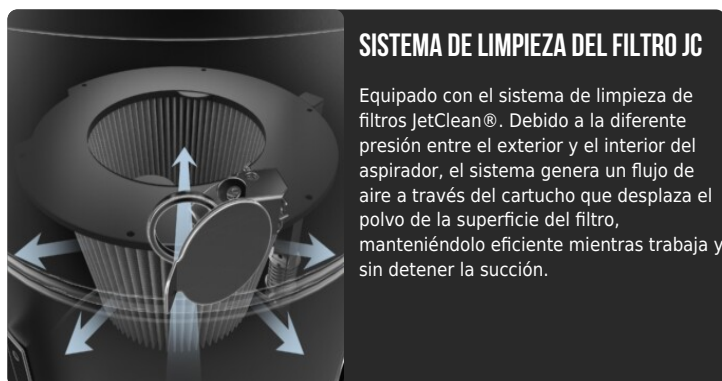 SISTEMA DE LIMPIEZA DEL FILTRO JC
Equipado con el sistema de limpieza de
filtros JetClean®. Debido a la diferente
presión entre el exterior y el interior del
aspirador, el sistema genera un flujo de
aire a través del cartucho que desplaza el
polvo de la superficie del filtro,
manteniéndolo eficiente mientras trabaja y
sin detener la succión.